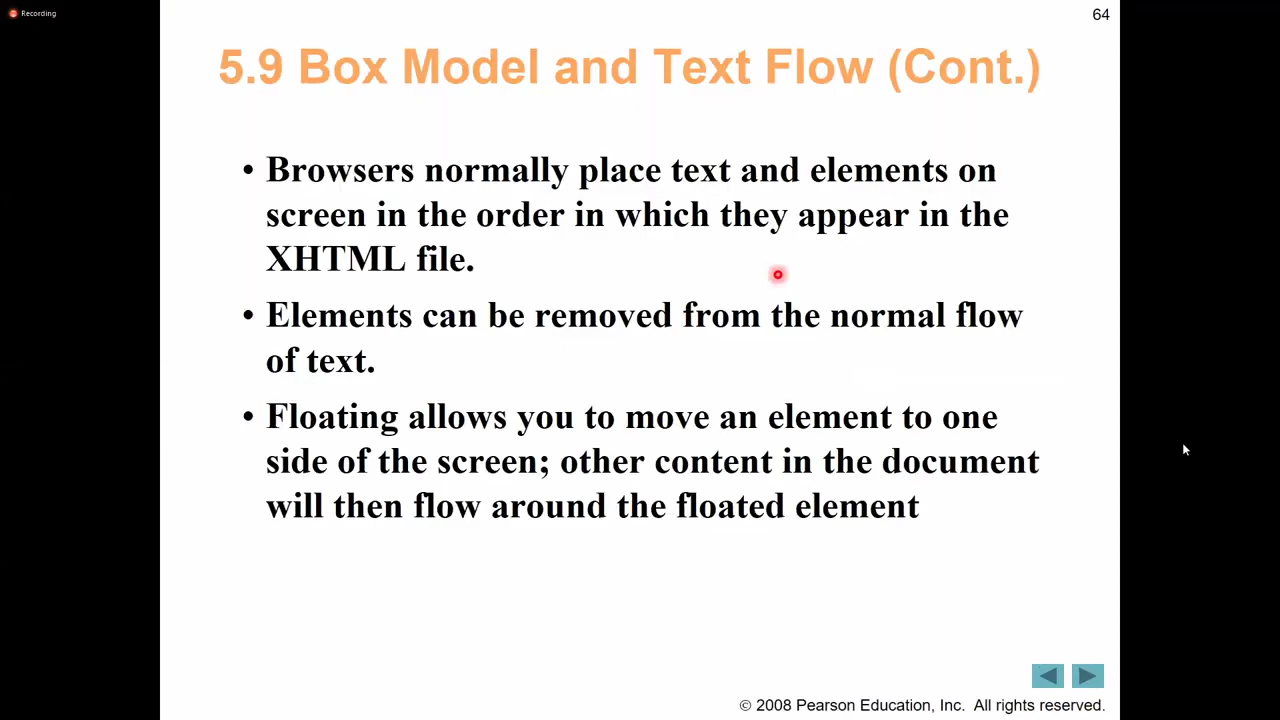 Recording
64
5.9 Box Model and Text Flow (Cont.)
• Browsers normally place text and elements on
screen in the order in which they appear in the
XHTML file.
• Elements can be removed from the normal flow
of text.
• Floating allows you to move an element to one
side of the screen; other content in the document
will then flow around the floated element
© 2008 Pearson Education, Inc. All rights reserved.